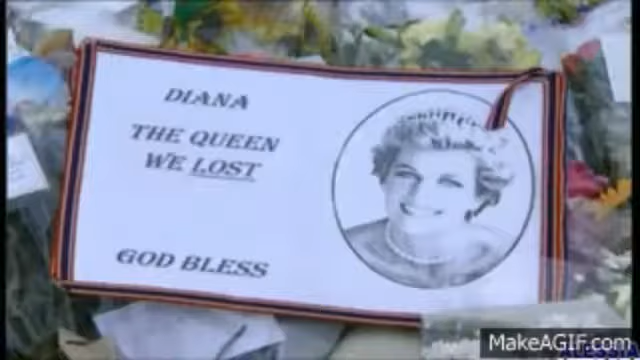 DIANA
THE QUEEN
WE LOST
GOD BLESS
MakeAGIF.com